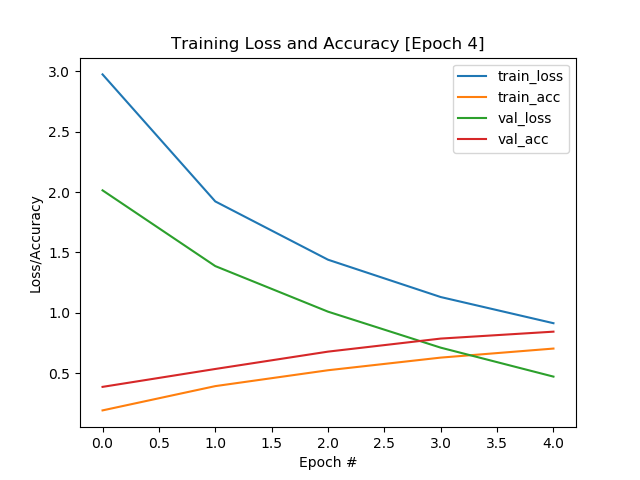 Training Loss and Accuracy [Epoch 4]
train_loss
train_acc
val_loss
val_acc
3.0
2.5
2.0
1.5
1.0
0.5
Loss/Accuracy
0.0 0.5 1.0 1.5 2.0 2.5 3.0 3.5 4.0
Epoch #